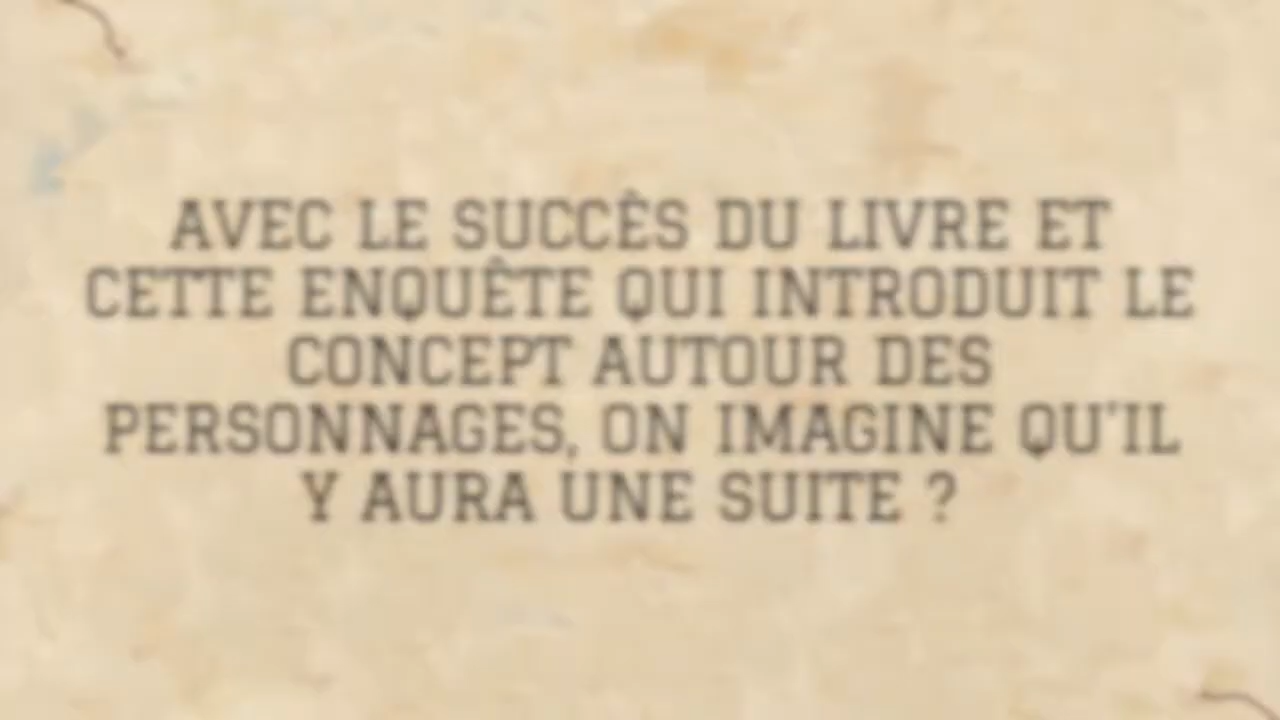 AVEC LE SUCCÈS DU LIVRE ET
CETTE ENQUÊTE QUI INTRODUIT LE
CONCEPT AUTOUR DES
PERSONNAGES, ON IMAGINE QU'IL
Y AURA UNE SUITE ?